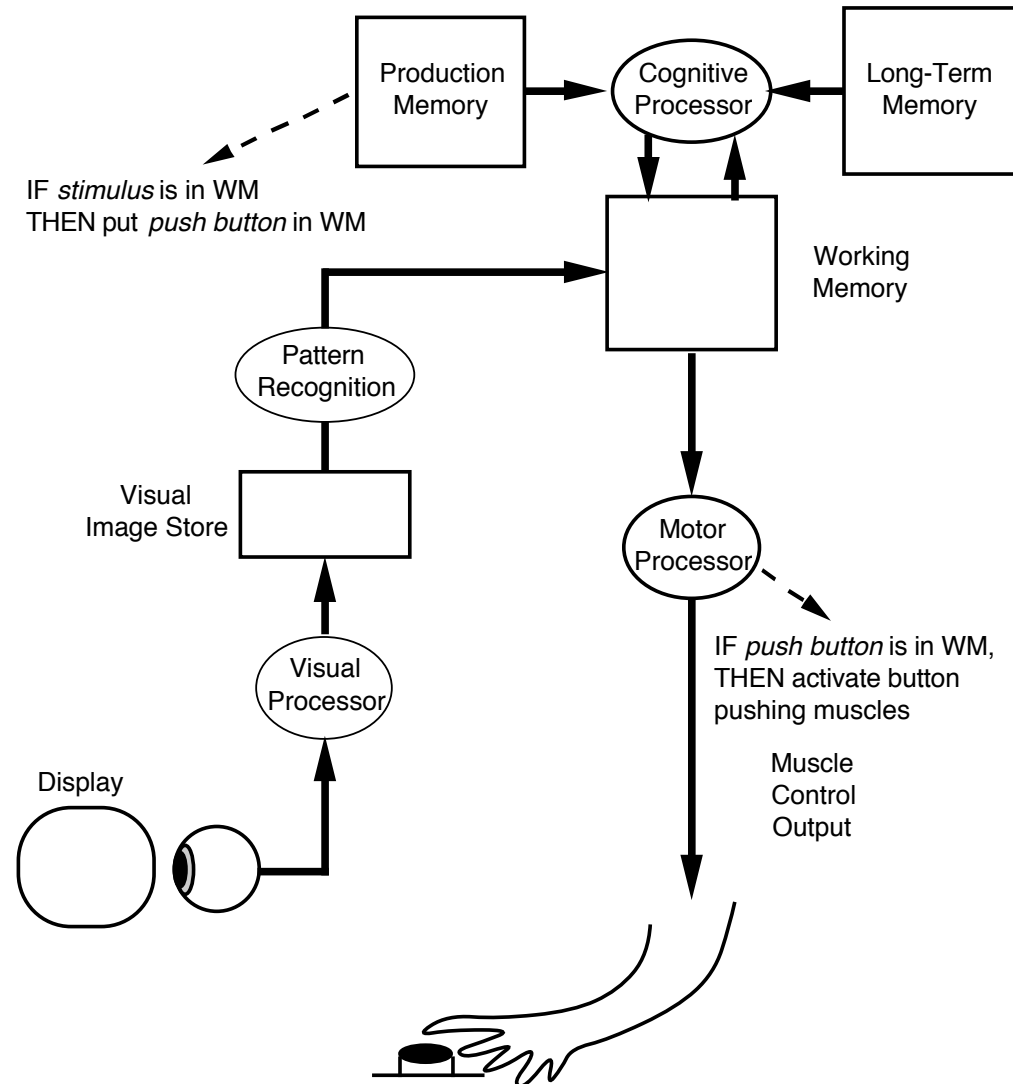 Production
Memory
Cognitive
Processor
Long-Term
Memory
IF stimulus is in WM
THEN put push button in WM
Working
Memory
Pattern
Recognition
Visual
Image Store
Motor
Processor
Visual
Processor
IF push button is in WM,
THEN activate button
pushing muscles
Muscle
Control
Output
Display